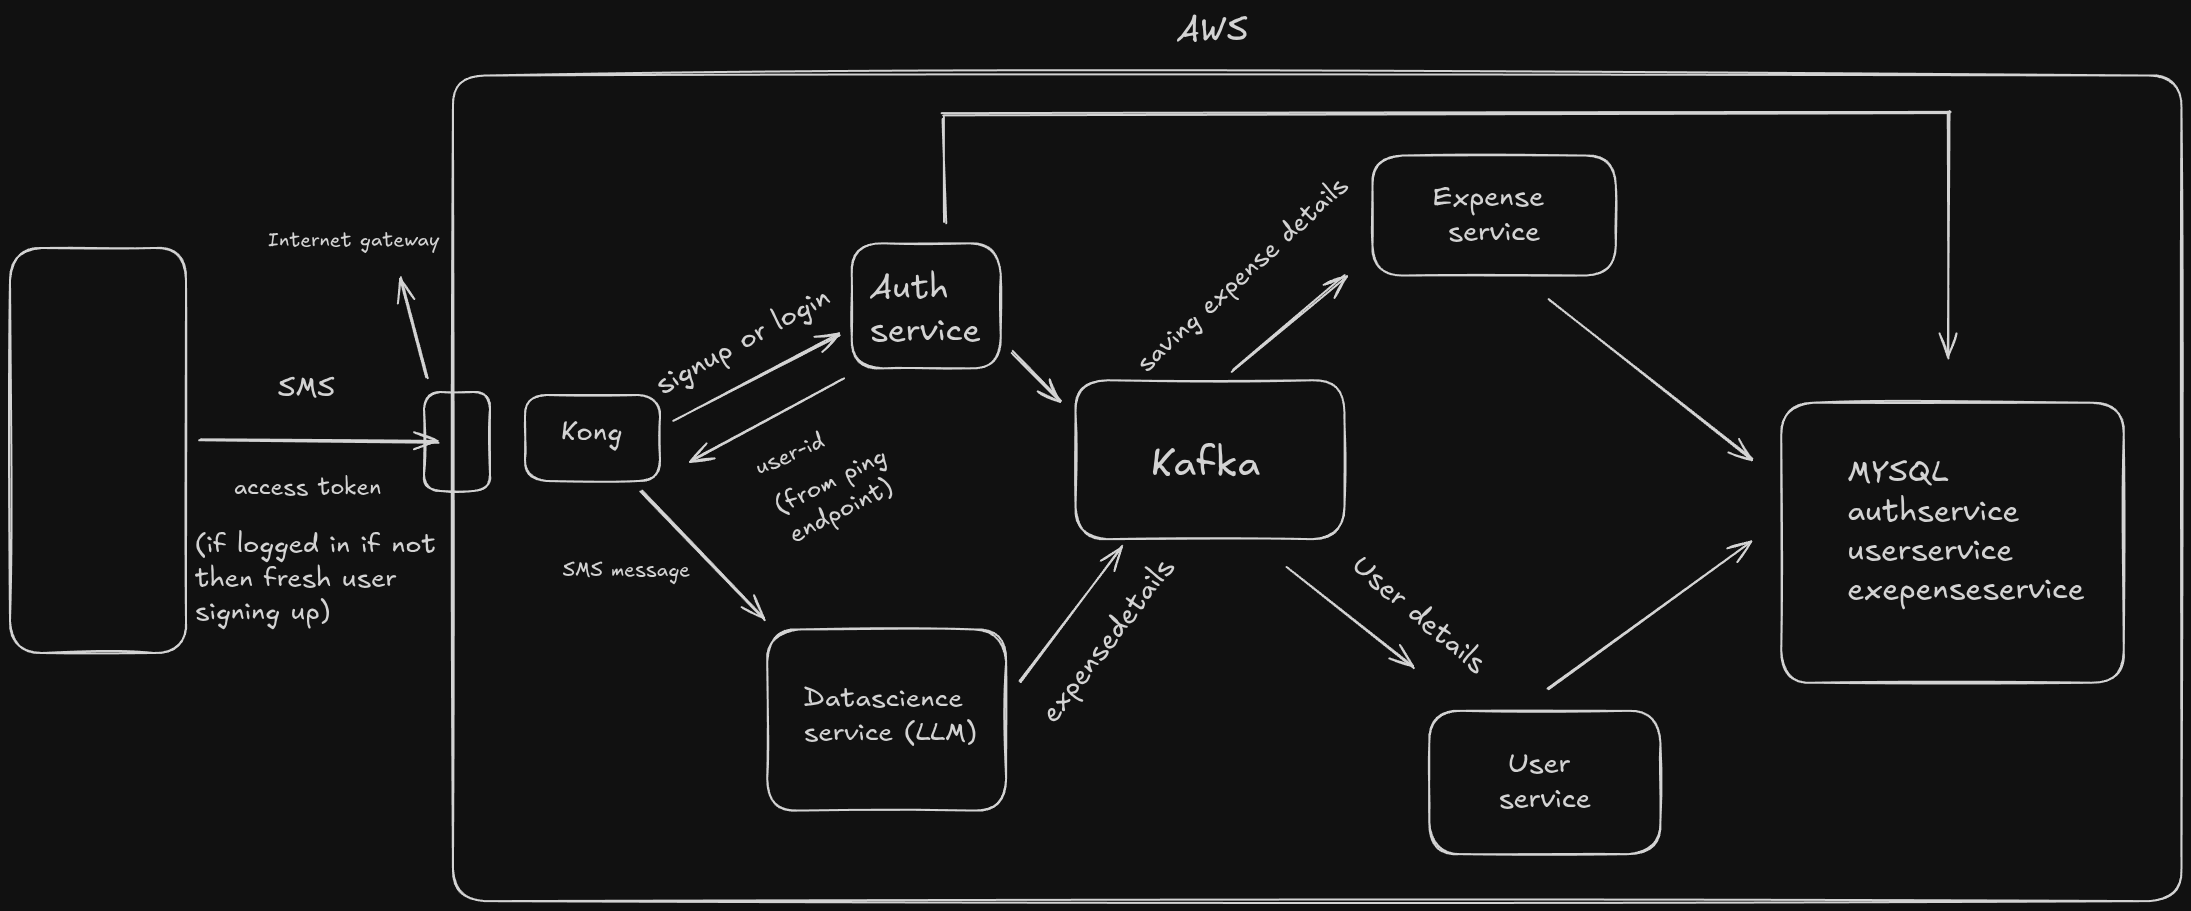 AWS
Internet gateway
SMS
access token
(if logged in if not
then fresh user
signing up)
Kong
signup or login
user-id
(from ping
endpoint)
SMS message
Auth
service
Datascience
service (LLM)
expensedetails
Kafka
saving expense details
User details
Expense
service
User
service
MYSQL
authservice
userservice
exepenseservice